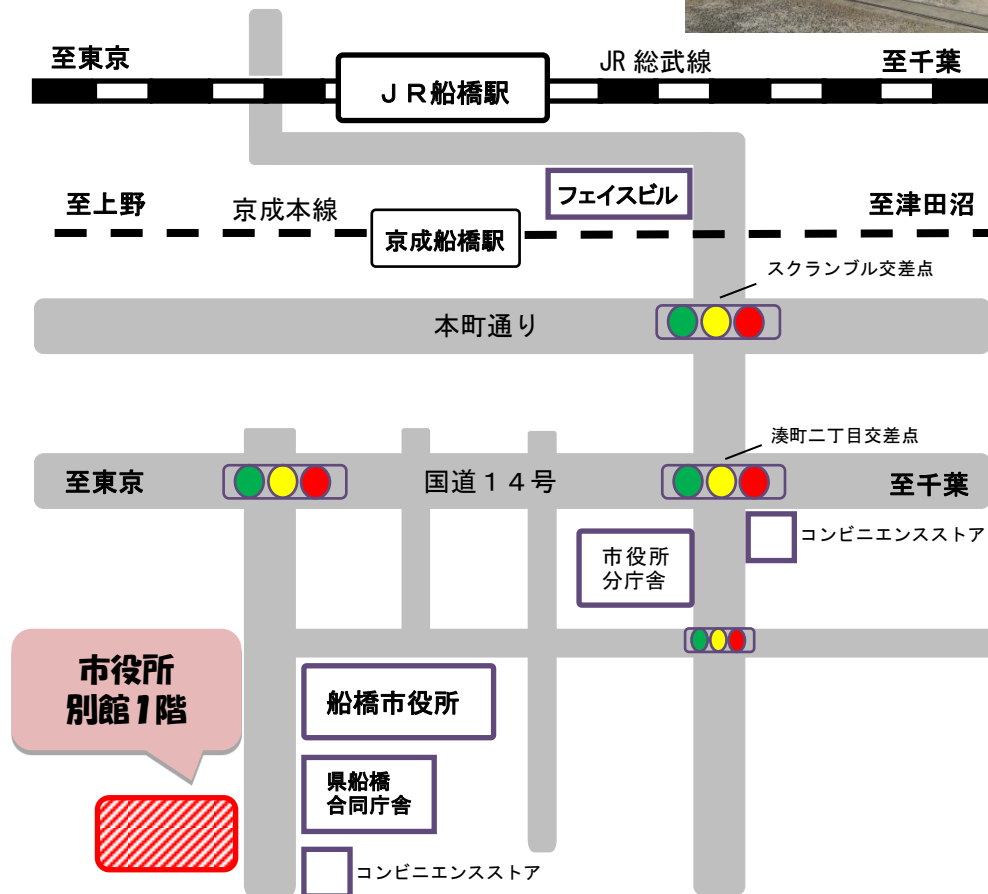 至東京
ＪＲ船橋駅
JR 総武線
至千葉
フェイスビル
至上野
京成本線
京成船橋駅
至津田沼
スクランブル交差点
本町通り
湊町二丁目交差点
至東京
国道１４号
至千葉
コンビニエンスストア
市役所
分庁舎
市役所
別館1階
船橋市役所
県船橋
合同庁舎
コンビニエンスストア